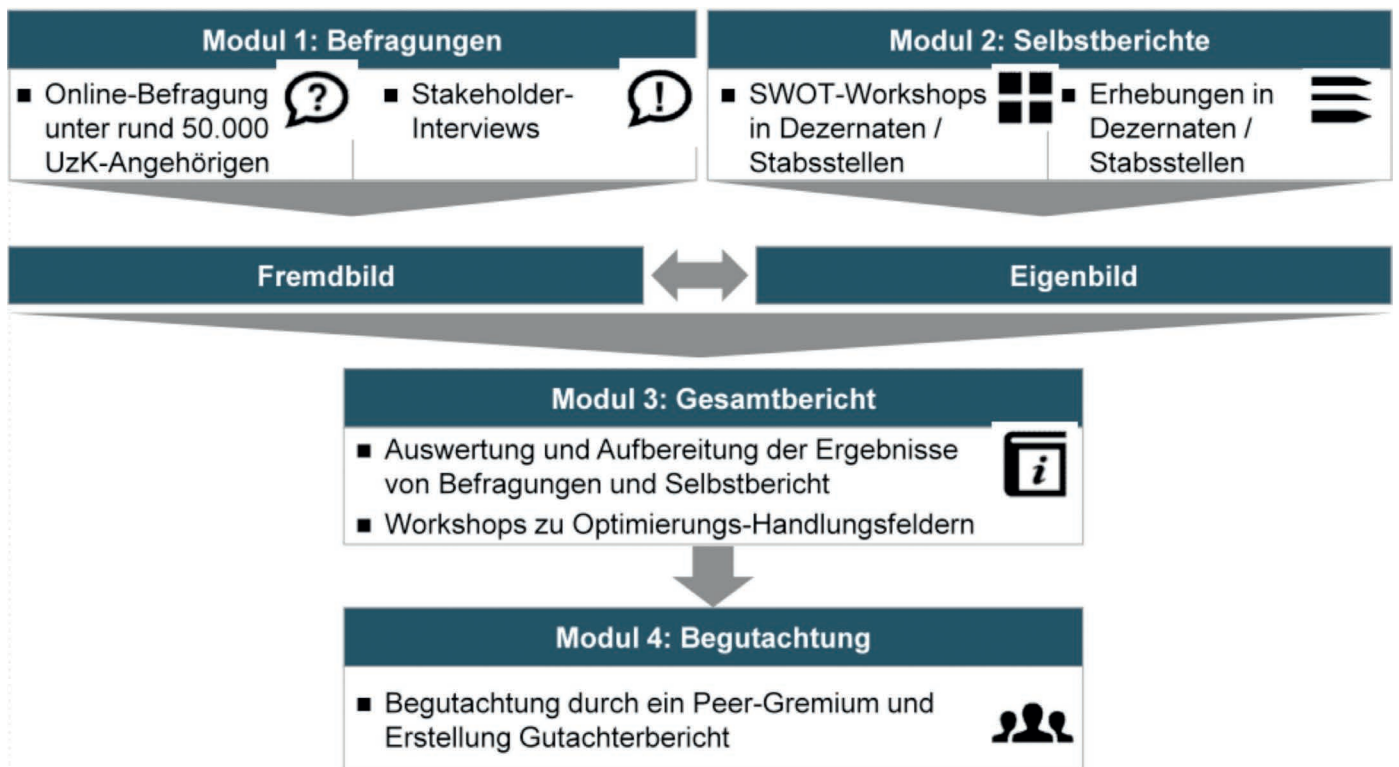 Modul 1: Befragungen
■ Online-Befragung
unter rund 50.000
UzK-Angehörigen
?
■ Stakeholder-
Interviews
!
Modul 2: Selbstberichte
■ SWOT-Workshops
in Dezernaten /
Stabsstellen
■ Erhebungen in
Dezernaten /
Stabsstellen
Fremdbild
Eigenbild
Modul 3: Gesamtbericht
■ Auswertung und Aufbereitung der Ergebnisse
von Befragungen und Selbstbericht
i
■ Workshops zu Optimierungs-Handlungsfeldern
Modul 4: Begutachtung
■ Begutachtung durch ein Peer-Gremium und
Erstellung Gutachterbericht